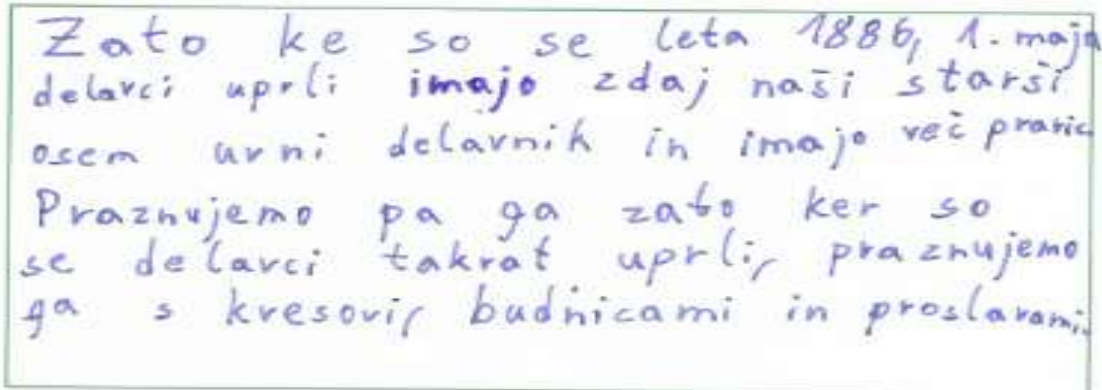 Zato ke so se leta 1886, 1. maja
delavci uprli imajo zdaj naši starši
osem urni delavnik in imajo več pravic
Praznujemo pa ga zato ker so
se delavci takrat uprli, praznujemo
ga s kresovi, budnicami in proslavami.